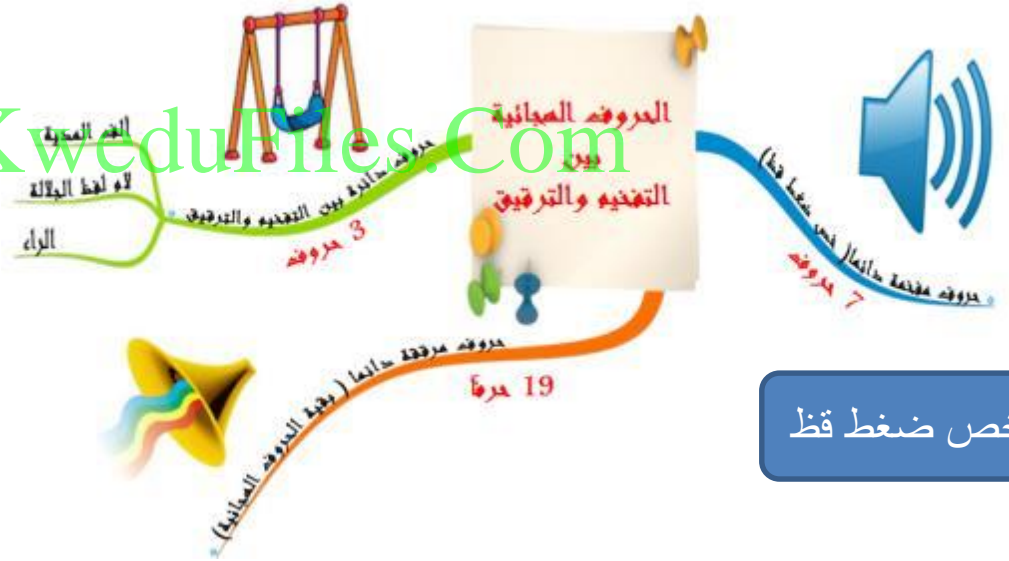 الحروف الهجائية
بين
التفخيم والترقيق
حروف مفخمة دائما( خص ضغط قظ)
7 حروف
حروف دائرة بين التفخيم والترقيق
3 حروف
الف المدية
لام لفظ الجلالة
الراء
حروف مرققة دائما ( بقية الحروف الهجائية)
19 حرفا
خص ضغط قظ
KweduFiles.Com